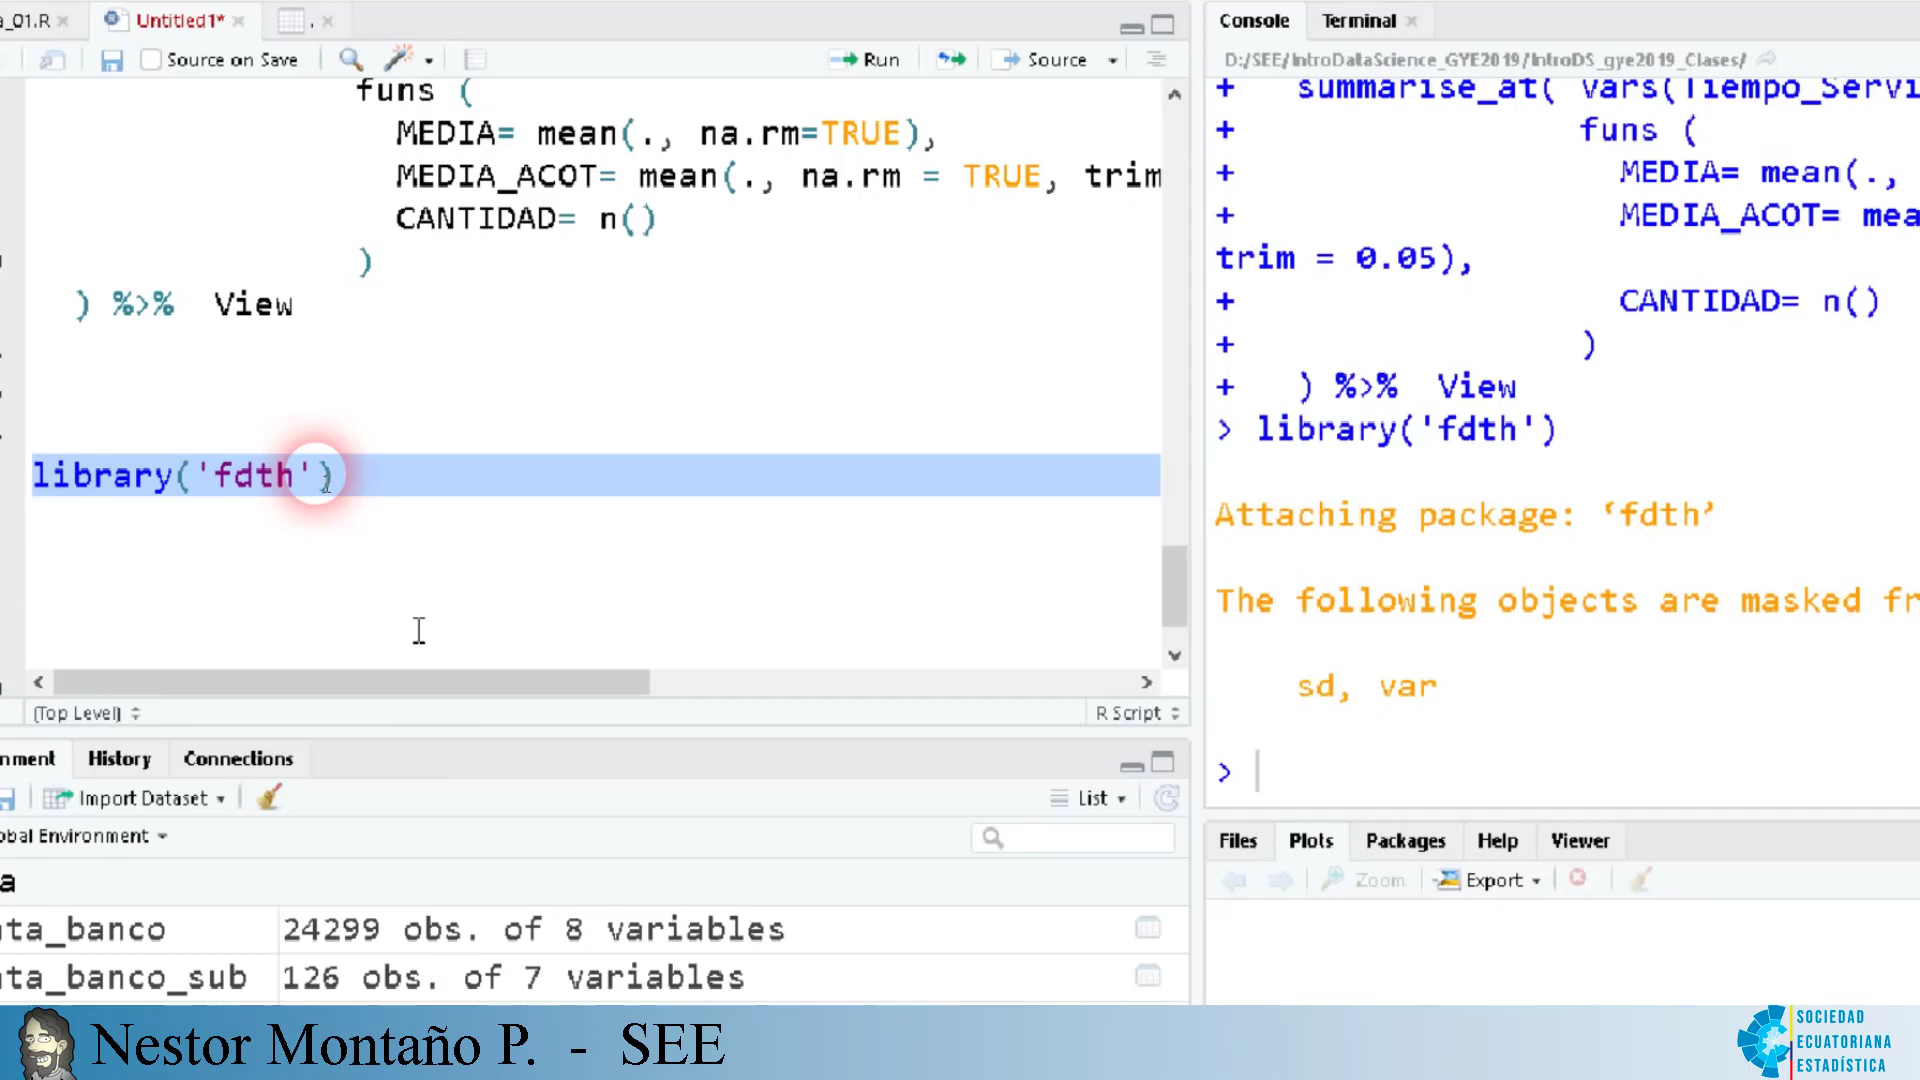 a_01.R
Untitled1*
.
Source on Save
Run
Source
funs (
MEDIA= mean(., na.rm=TRUE),
MEDIA_ACOT= mean(., na.rm = TRUE, trim
CANTIDAD= n()
)
) %>% View
library('fdth')
(Top Level)
R Script
nment
History
Connections
Import Dataset
List
obal Environment
a
ata_banco
24299 obs. of 8 variables
ata_banco_sub
126 obs. of 7 variables
Console
Terminal
D:/SEE/IntroDataScience_GYE2019/IntroDS_gye2019_Clases/
+ summarise_at( vars(Tiempo_Servi
+ funs (
+ MEDIA= mean(.,
+ MEDIA_ACOT= mea
trim = 0.05),
+ CANTIDAD= n()
+ )
+ ) %>% View
> library('fdth')
Attaching package: ‘fdth’
The following objects are masked fr
sd, var
>
Files
Plots
Packages
Help
Viewer
Zoom
Export
Nestor Montaño P. - SEE
SOCIEDAD
ECUATORIANA
ESTADÍSTICA